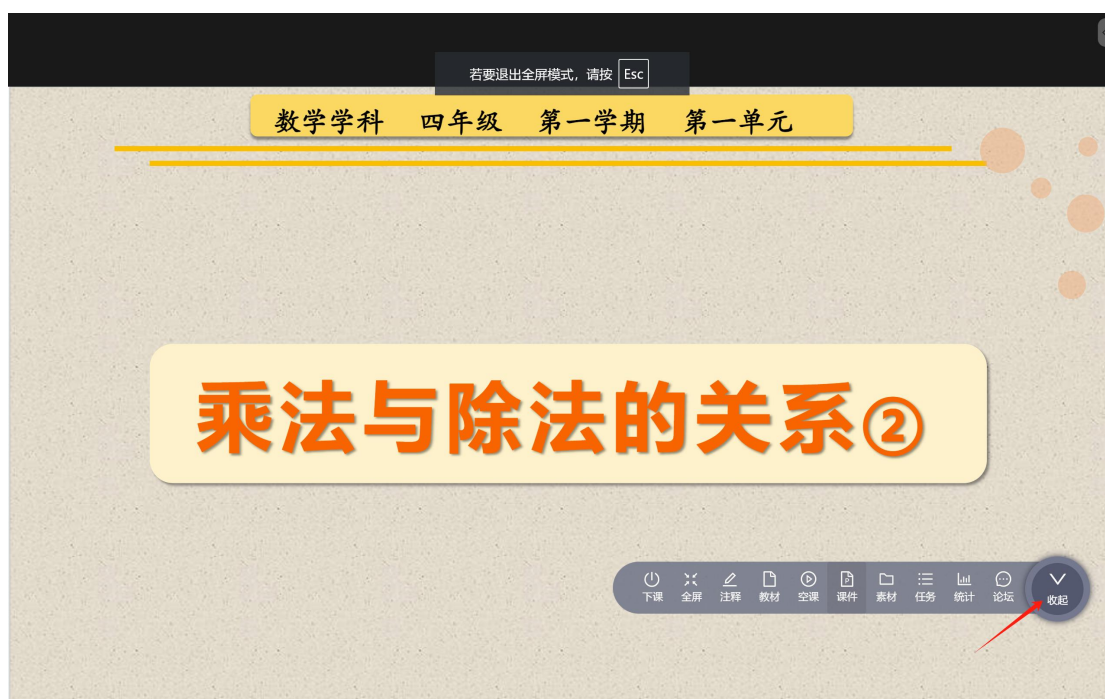 若要退出全屏模式，请按 Esc
数学学科 四年级 第一学期 第一单元
乘法与除法的关系②
下课 全屏 注释 教材 空课 课件 素材 任务 统计 论坛 收起